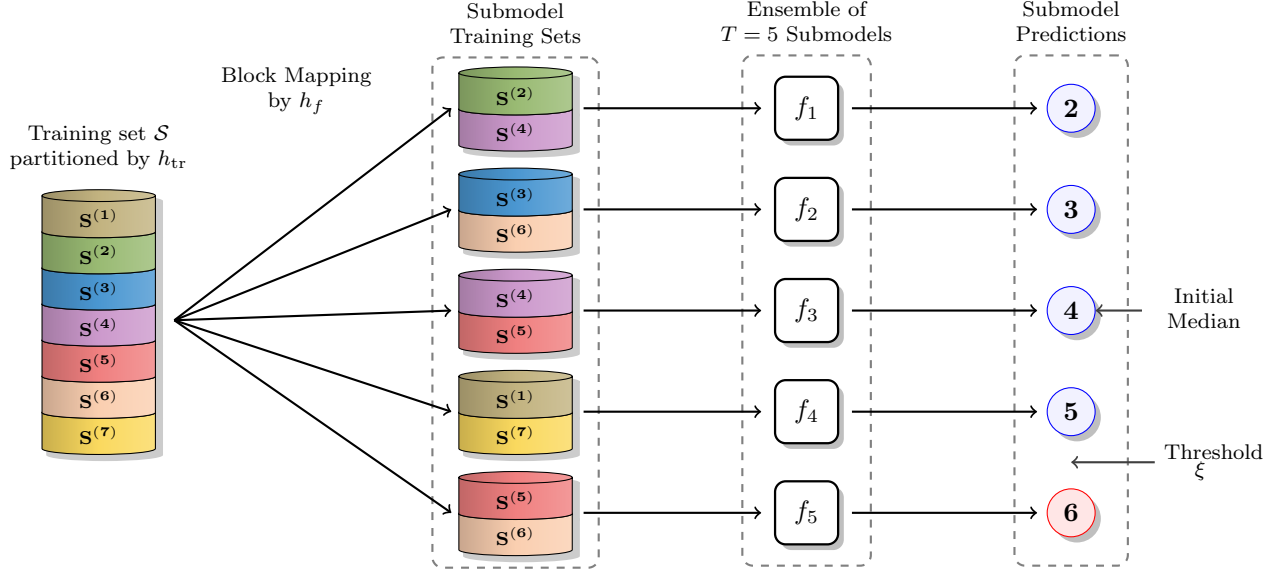 Submodel
Training Sets
Ensemble of
T = 5 Submodels
Submodel
Predictions
Block Mapping
by h_f
Training set 𝒮
partitioned by h_tr
S^(1)
S^(2)
S^(3)
S^(4)
S^(5)
S^(6)
S^(7)
S^(2)
S^(4)
f_1
2
S^(3)
S^(6)
f_2
3
S^(4)
S^(5)
f_3
4
Initial
Median
S^(1)
S^(7)
f_4
5
Threshold
ξ
S^(5)
S^(6)
f_5
6